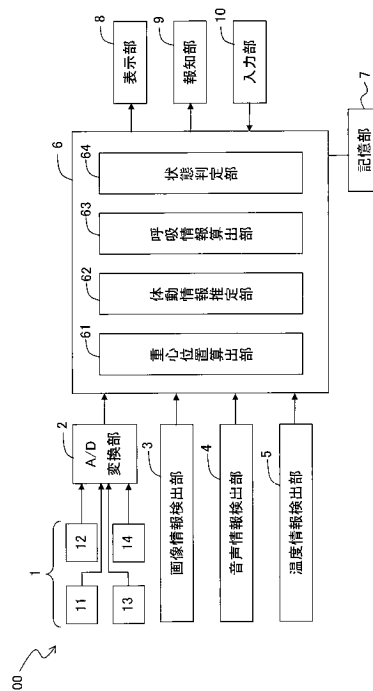 00
1
11
12
13
14
2
A/D
変換部
3
画像情報検出部
4
音声情報検出部
5
温度情報検出部
6
61
重心位置算出部
62
体動情報推定部
63
呼吸情報算出部
64
状態判定部
8
表示部
9
報知部
10
入力部
7
記憶部